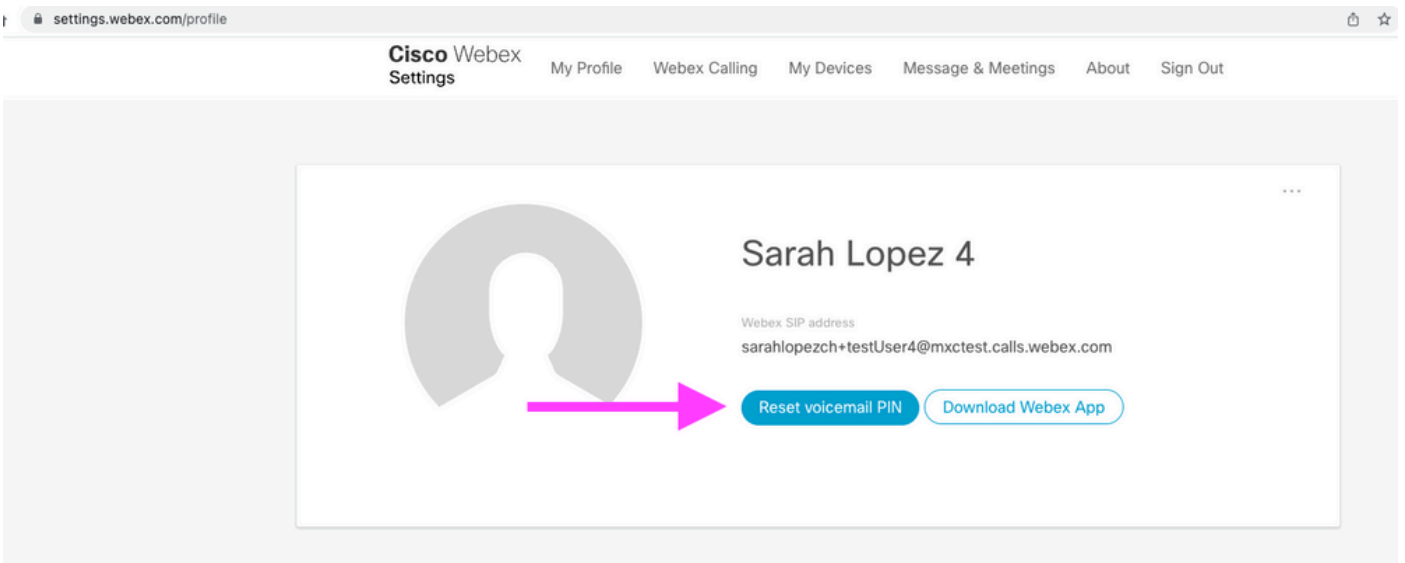 settings.webex.com/profile
Cisco Webex
Settings
My Profile Webex Calling My Devices Message & Meetings About Sign Out
...
Sarah Lopez 4
Webex SIP address
sarahlopezch+testUser4@mxctest.calls.webex.com
Reset voicemail PIN Download Webex App